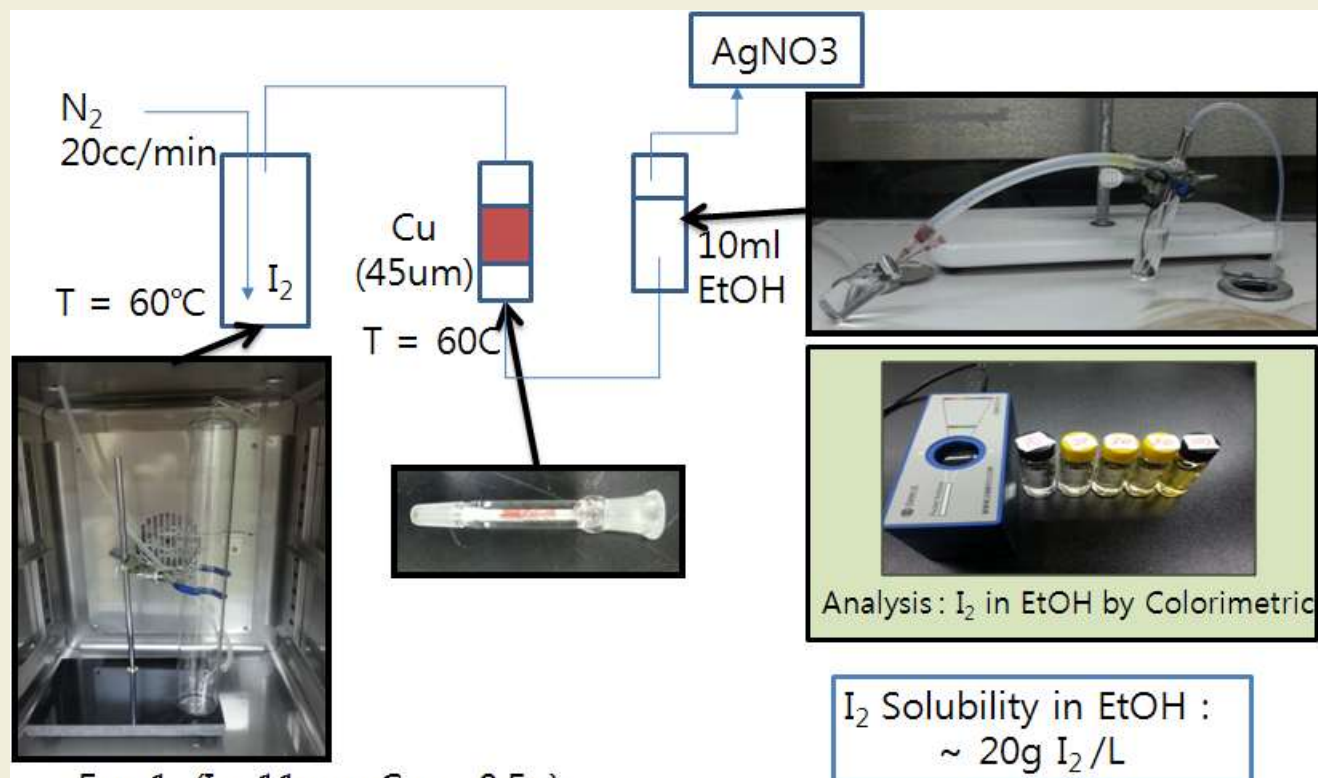 AgNO3
N₂
20cc/min
I₂
T = 60℃
Cu
(45um)
T = 60C
10ml
EtOH
Analysis : I₂ in EtOH by Colorimetric
I₂ Solubility in EtOH :
~ 20g I₂ /L